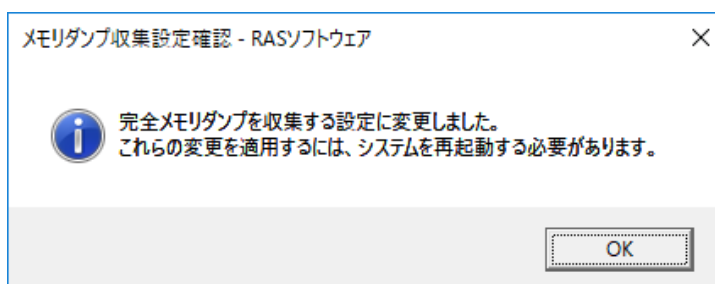 メモリダンプ収集設定確認 - RASソフトウェア
完全メモリダンプを収集する設定に変更しました。
これらの変更を適用するには、システムを再起動する必要があります。
OK